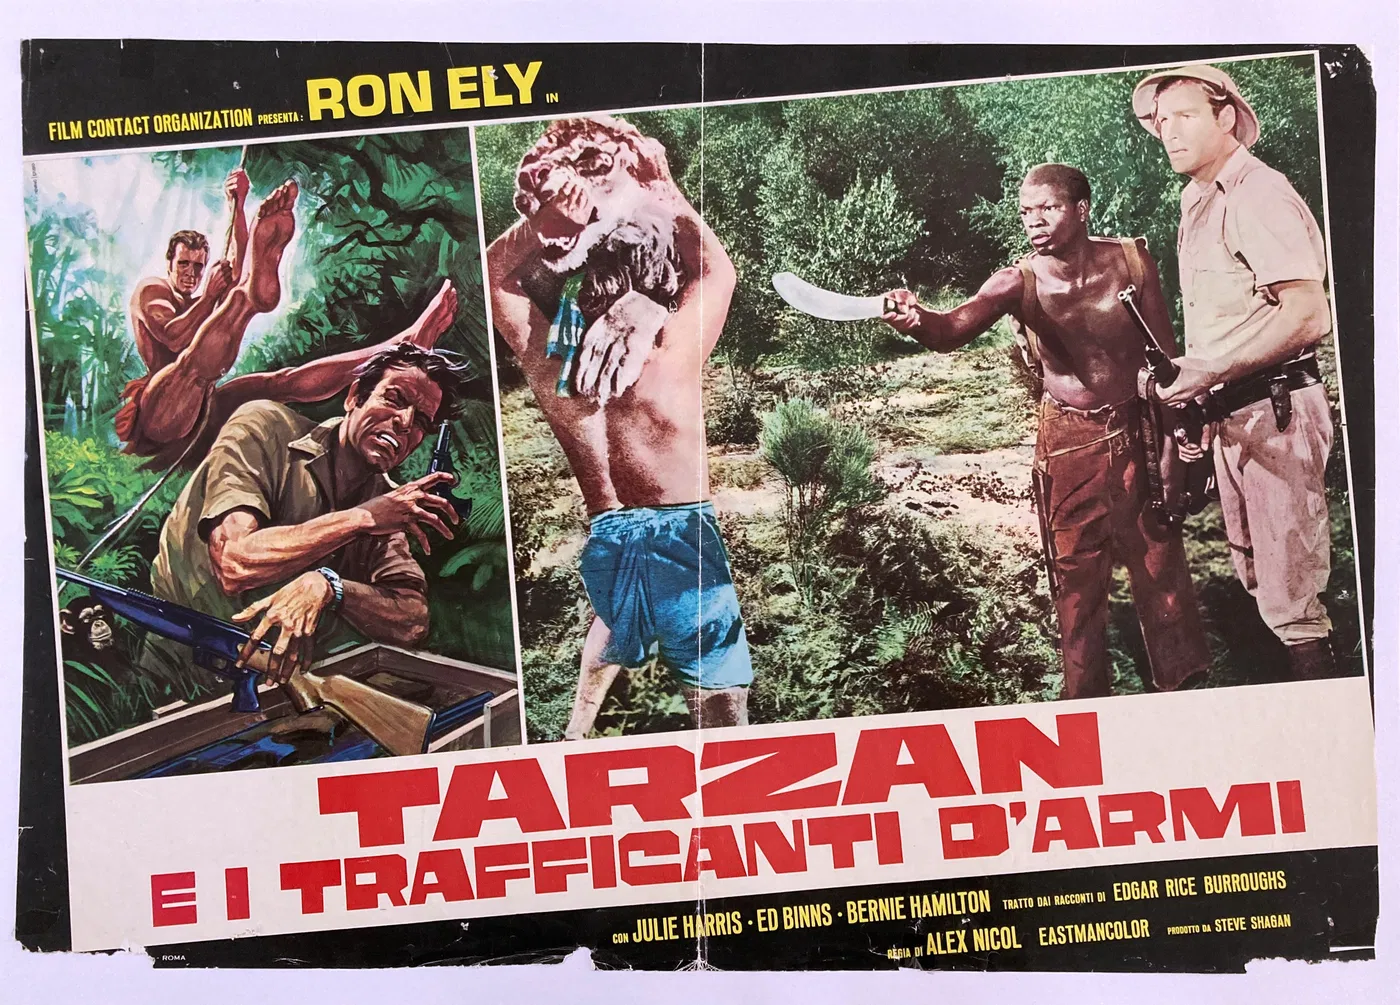 FILM CONTACT ORGANIZATION PRESENTA: RON ELY IN
TARZAN
E I TRAFFICANTI D'ARMI
CON JULIE HARRIS · ED BINNS · BERNIE HAMILTON TRATTO DAI RACCONTI DI EDGAR RICE BURROUGHS
REGIA DI ALEX NICOL EASTMANCOLOR PRODOTTO DA STEVE SHAGAN
ROMA